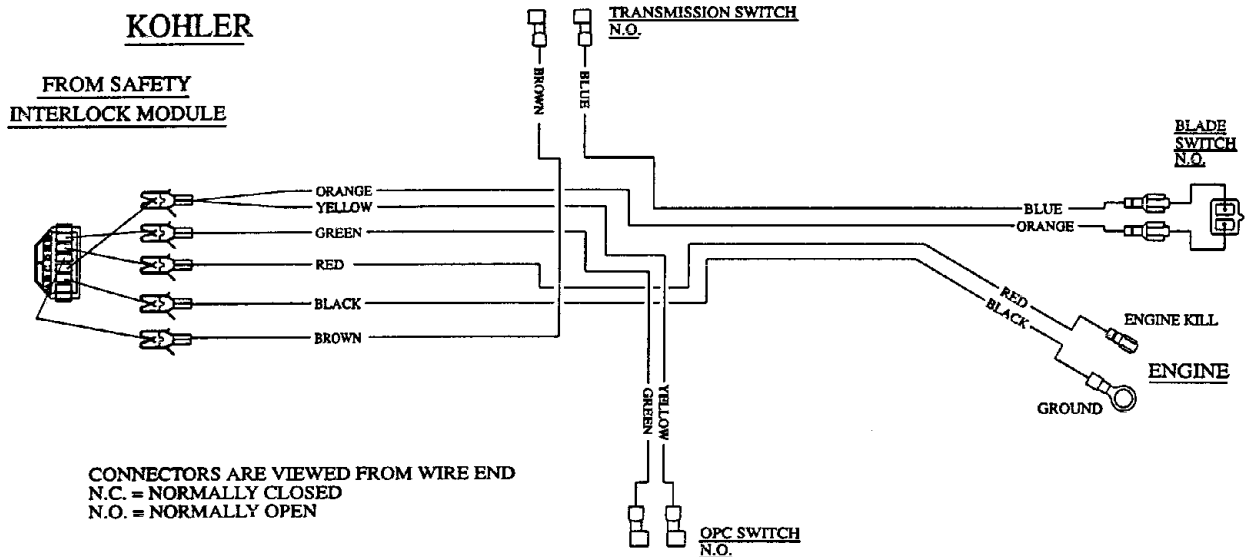 KOHLER
FROM SAFETY
INTERLOCK MODULE
TRANSMISSION SWITCH
N.O.
BROWN
BLUE
BLADE
SWITCH
N.O.
ORANGE
YELLOW
GREEN
RED
BLACK
BROWN
BLUE
ORANGE
RED
BLACK
ENGINE KILL
ENGINE
GROUND
GREEN
YELLOW
CONNECTORS ARE VIEWED FROM WIRE END
N.C. = NORMALLY CLOSED
N.O. = NORMALLY OPEN
OPC SWITCH
N.O.